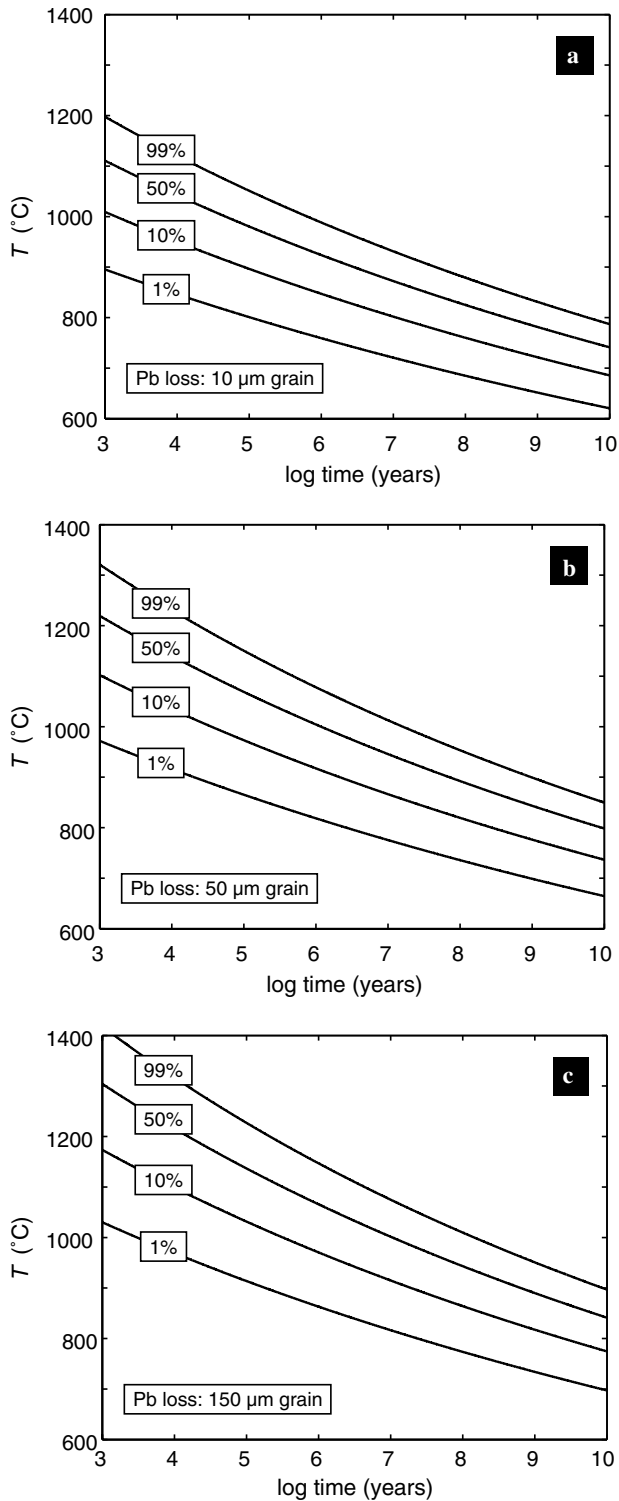 1400
a
1200
99%
50%
1000
10%
T (°C)
1%
800
Pb loss: 10 µm grain
600
3 4 5 6 7 8 9 10
log time (years)
1400
b
99%
1200
50%
10%
1000
1%
T (°C)
800
Pb loss: 50 µm grain
600
3 4 5 6 7 8 9 10
log time (years)
1400
c
99%
1200
50%
10%
1000
1%
T (°C)
800
Pb loss: 150 µm grain
600
3 4 5 6 7 8 9 10
log time (years)